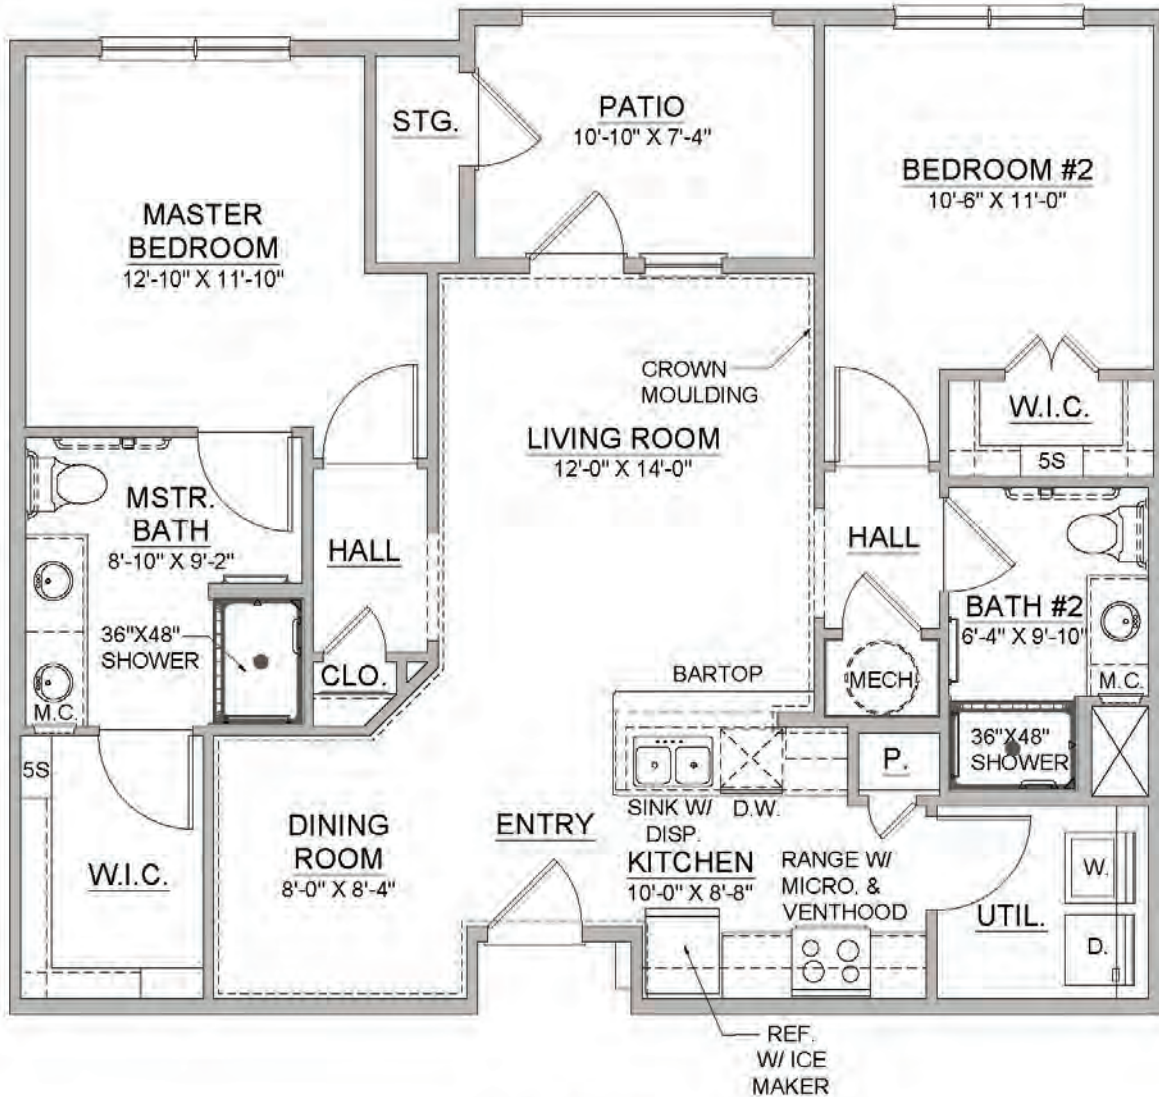 STG.
PATIO
10'-10" X 7'-4"
BEDROOM #2
10'-6" X 11'-0"
MASTER
BEDROOM
12'-10" X 11'-10"
CROWN
MOULDING
W.I.C.
5S
LIVING ROOM
12'-0" X 14'-0"
MSTR.
BATH
8'-10" X 9'-2"
HALL
HALL
BATH #2
6'-4" X 9'-10"
36"X48"
SHOWER
CLO.
M.C.
BARTOP
MECH
M.C.
36"X48"
SHOWER
5S
P.
SINK W/
DISP.
D.W.
DINING
ROOM
8'-0" X 8'-4"
ENTRY
KITCHEN
10'-0" X 8'-8"
RANGE W/
MICRO. &
VENTHOOD
W.I.C.
UTIL.
W.
D.
REF.
W/ ICE
MAKER